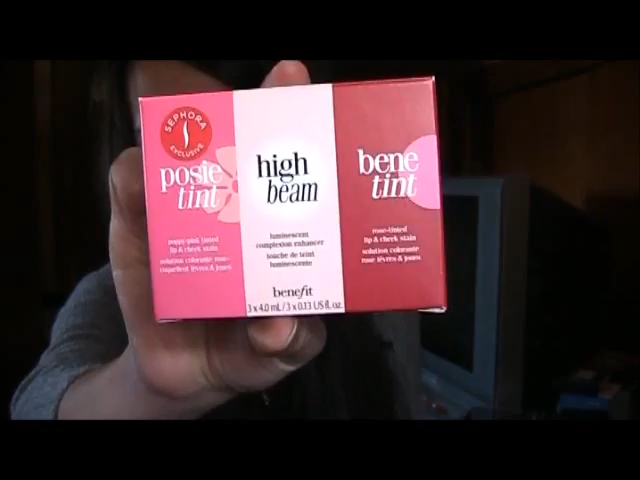 SEPHORA
EXCLUSIVE
posie
tint
poppy-pink tinted
lip & cheek stain
solution colorante rose-
coquelicot lèvres & joues
high
beam
luminescent
complexion enhancer
touche de teint
luminescente
benefit
3 x 4.0 mL / 3 x 0.13 US fl. oz.
bene
tint
rose-tinted
lip & cheek stain
solution colorante
rose lèvres & joues